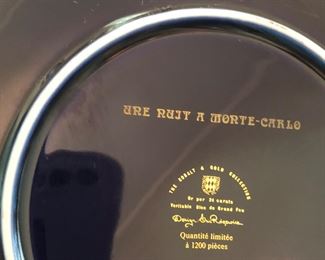 UNE NUIT A MONTE-CARLO
THE COBALT & GOLD COLLECTION
Or pur 24 carats
Veritable Bleu de Grand Feu
Quantité limitée
à 1200 pièces